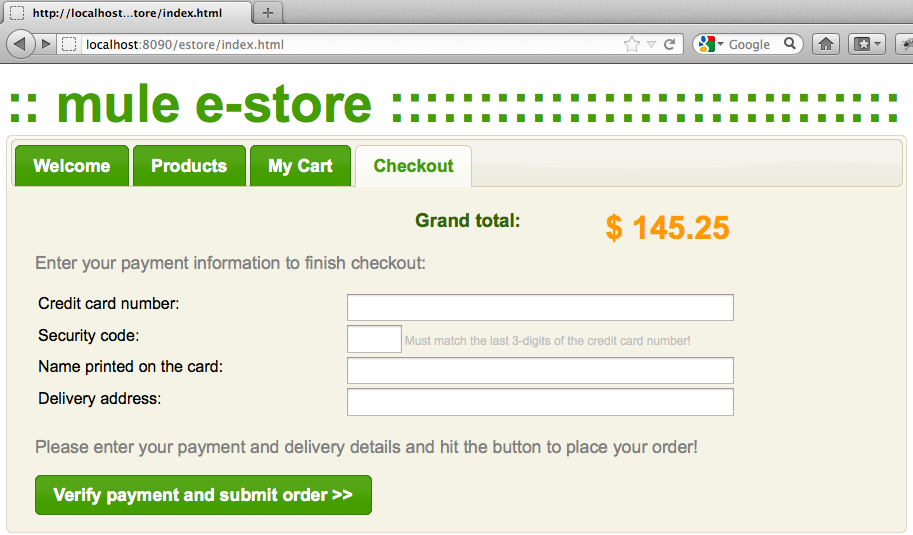 http://localhost...tore/index.html
localhost:8090/estore/index.html
Google
:: mule e-store ::::::::::::::::::::::::::::
Welcome Products My Cart Checkout
Grand total: $ 145.25
Enter your payment information to finish checkout:
Credit card number:
Security code: Must match the last 3-digits of the credit card number!
Name printed on the card:
Delivery address:
Please enter your payment and delivery details and hit the button to place your order!
Verify payment and submit order >>